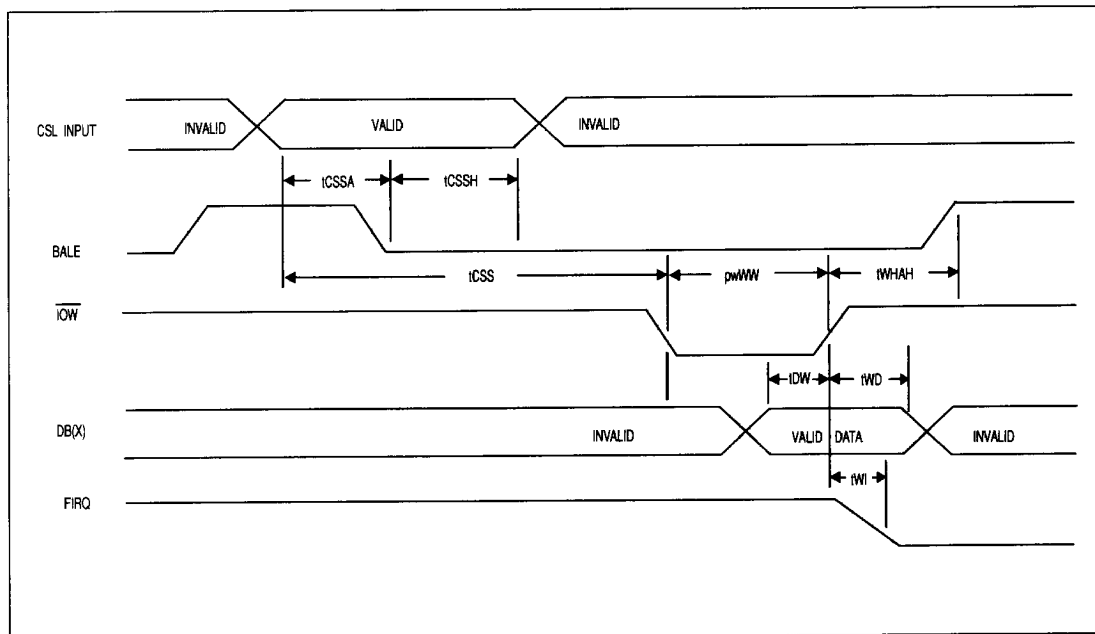 CSL INPUT
INVALID
VALID
INVALID
tCSSA
tCSSH
BALE
tCSS
pwWW
tWHAH
IOW
tDW
tWD
DB(X)
INVALID
VALID DATA
INVALID
tWI
FIRQ